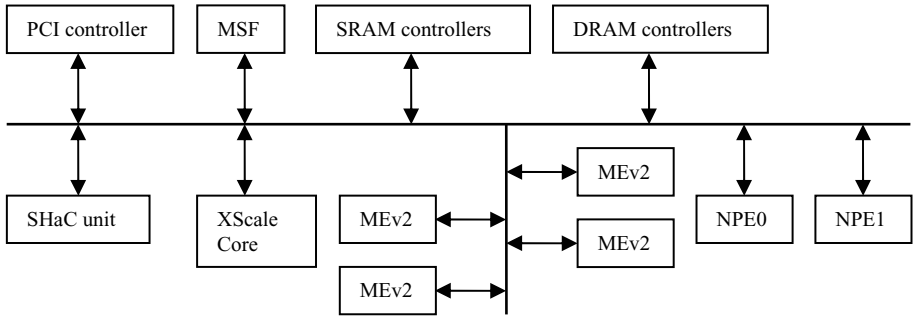 PCI controller
MSF
SRAM controllers
DRAM controllers
SHaC unit
XScale
Core
MEv2
MEv2
MEv2
MEv2
NPE0
NPE1